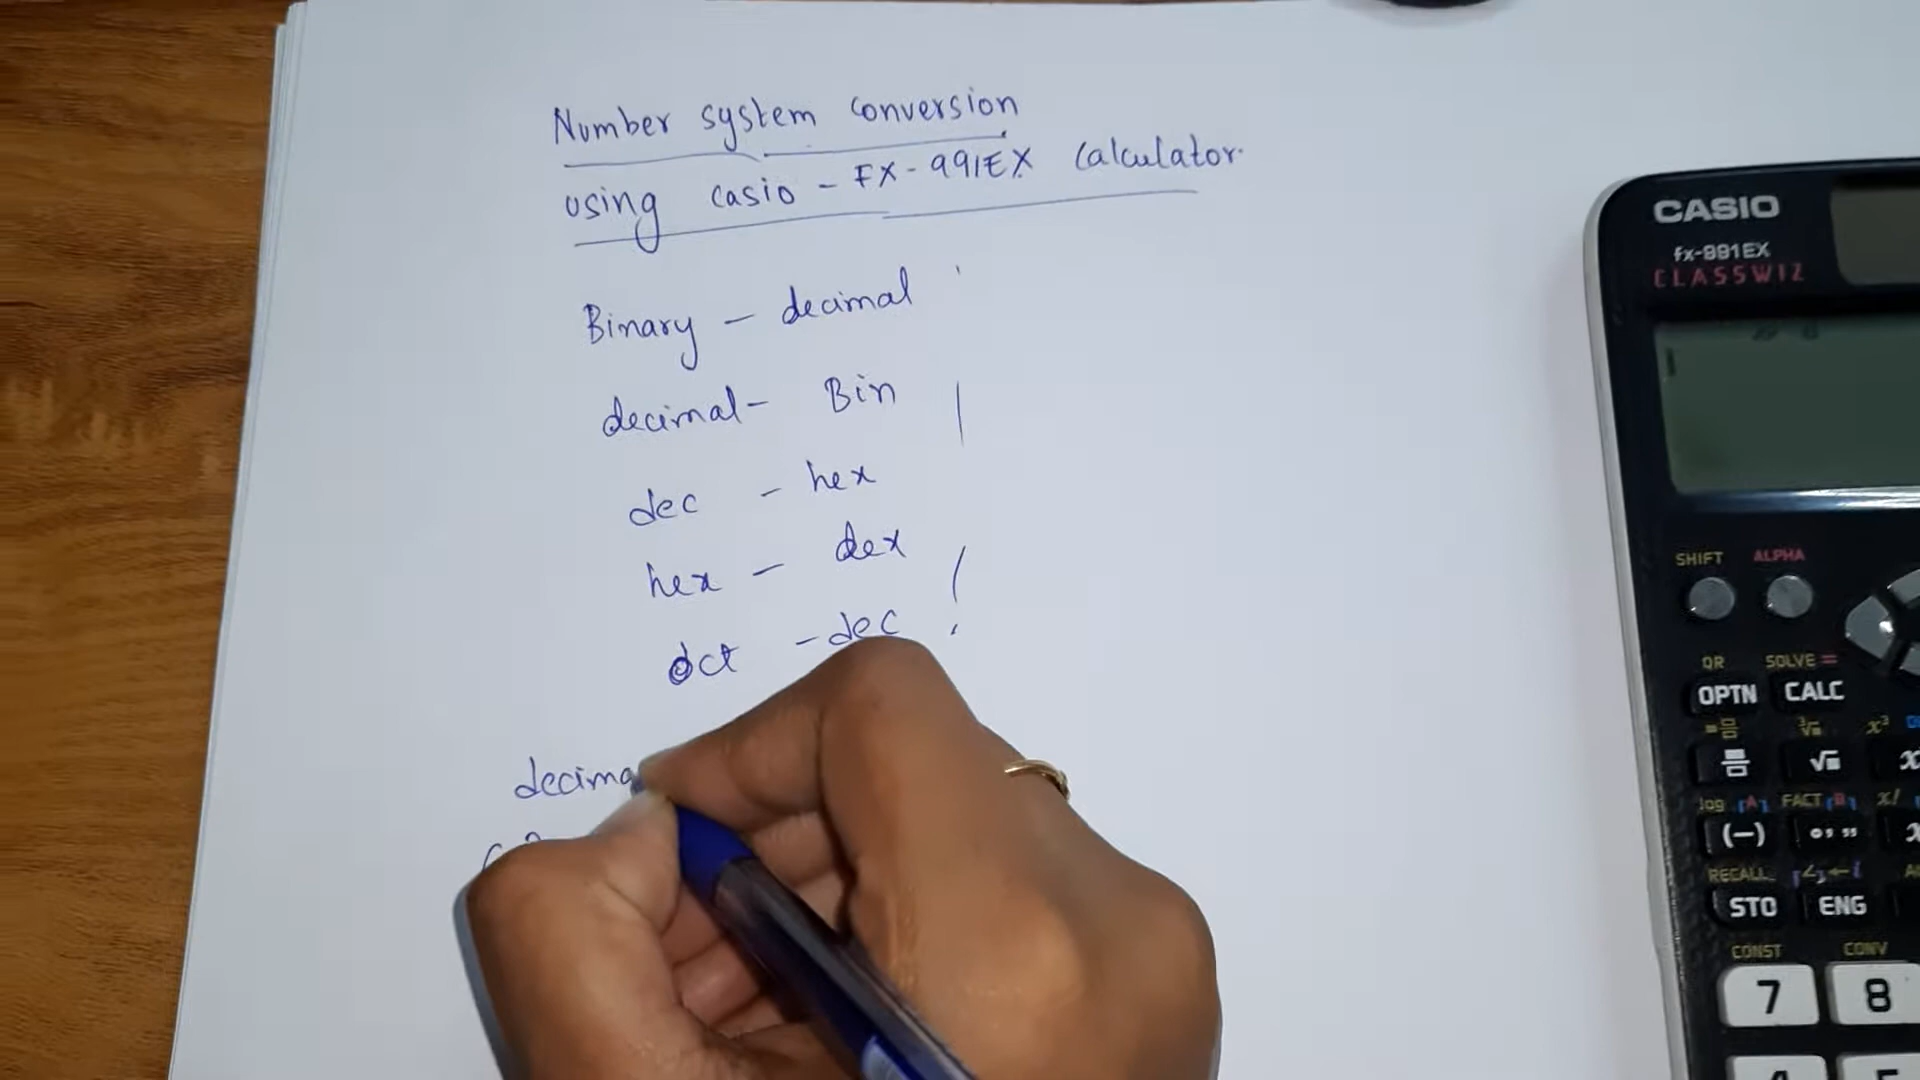 Number system conversion
using casio - FX-991EX calculator.
Binary - decimal
decimal - Bin
dec - hex
hex - dex
Oct - dec
CASIO
fx-991EX
CLASSWIZ
SHIFT ALPHA
QR SOLVE =
OPTN CALC
log [A] FACT [B] x!
(-)
RECALL
STO ENG
CONST CONV
7 8